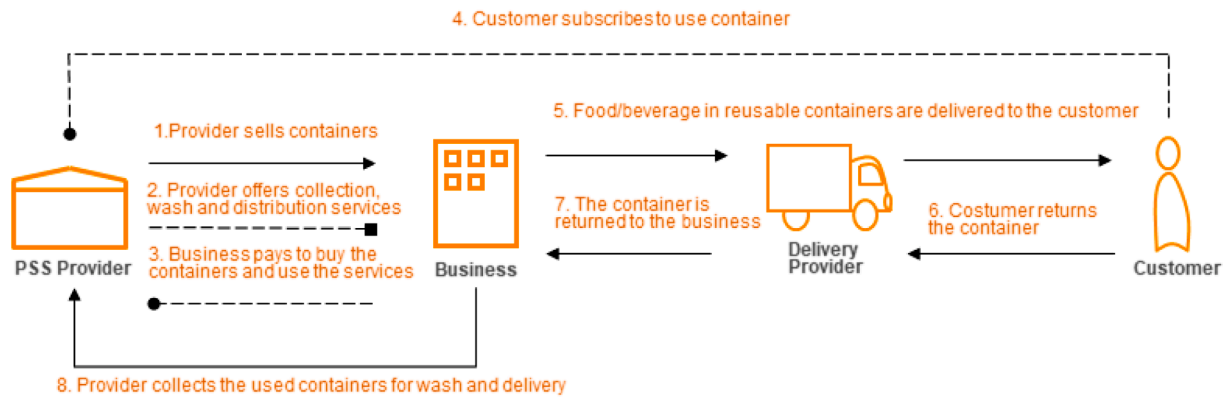 4. Customer subscribes to use container
5. Food/beverage in reusable containers are delivered to the customer
1.Provider sells containers
2. Provider offers collection,
wash and distribution services
3. Business pays to buy the
containers and use the services
7. The container is
returned to the business
6. Costumer returns
the container
PSS Provider
Business
Delivery
Provider
Customer
8. Provider collects the used containers for wash and delivery